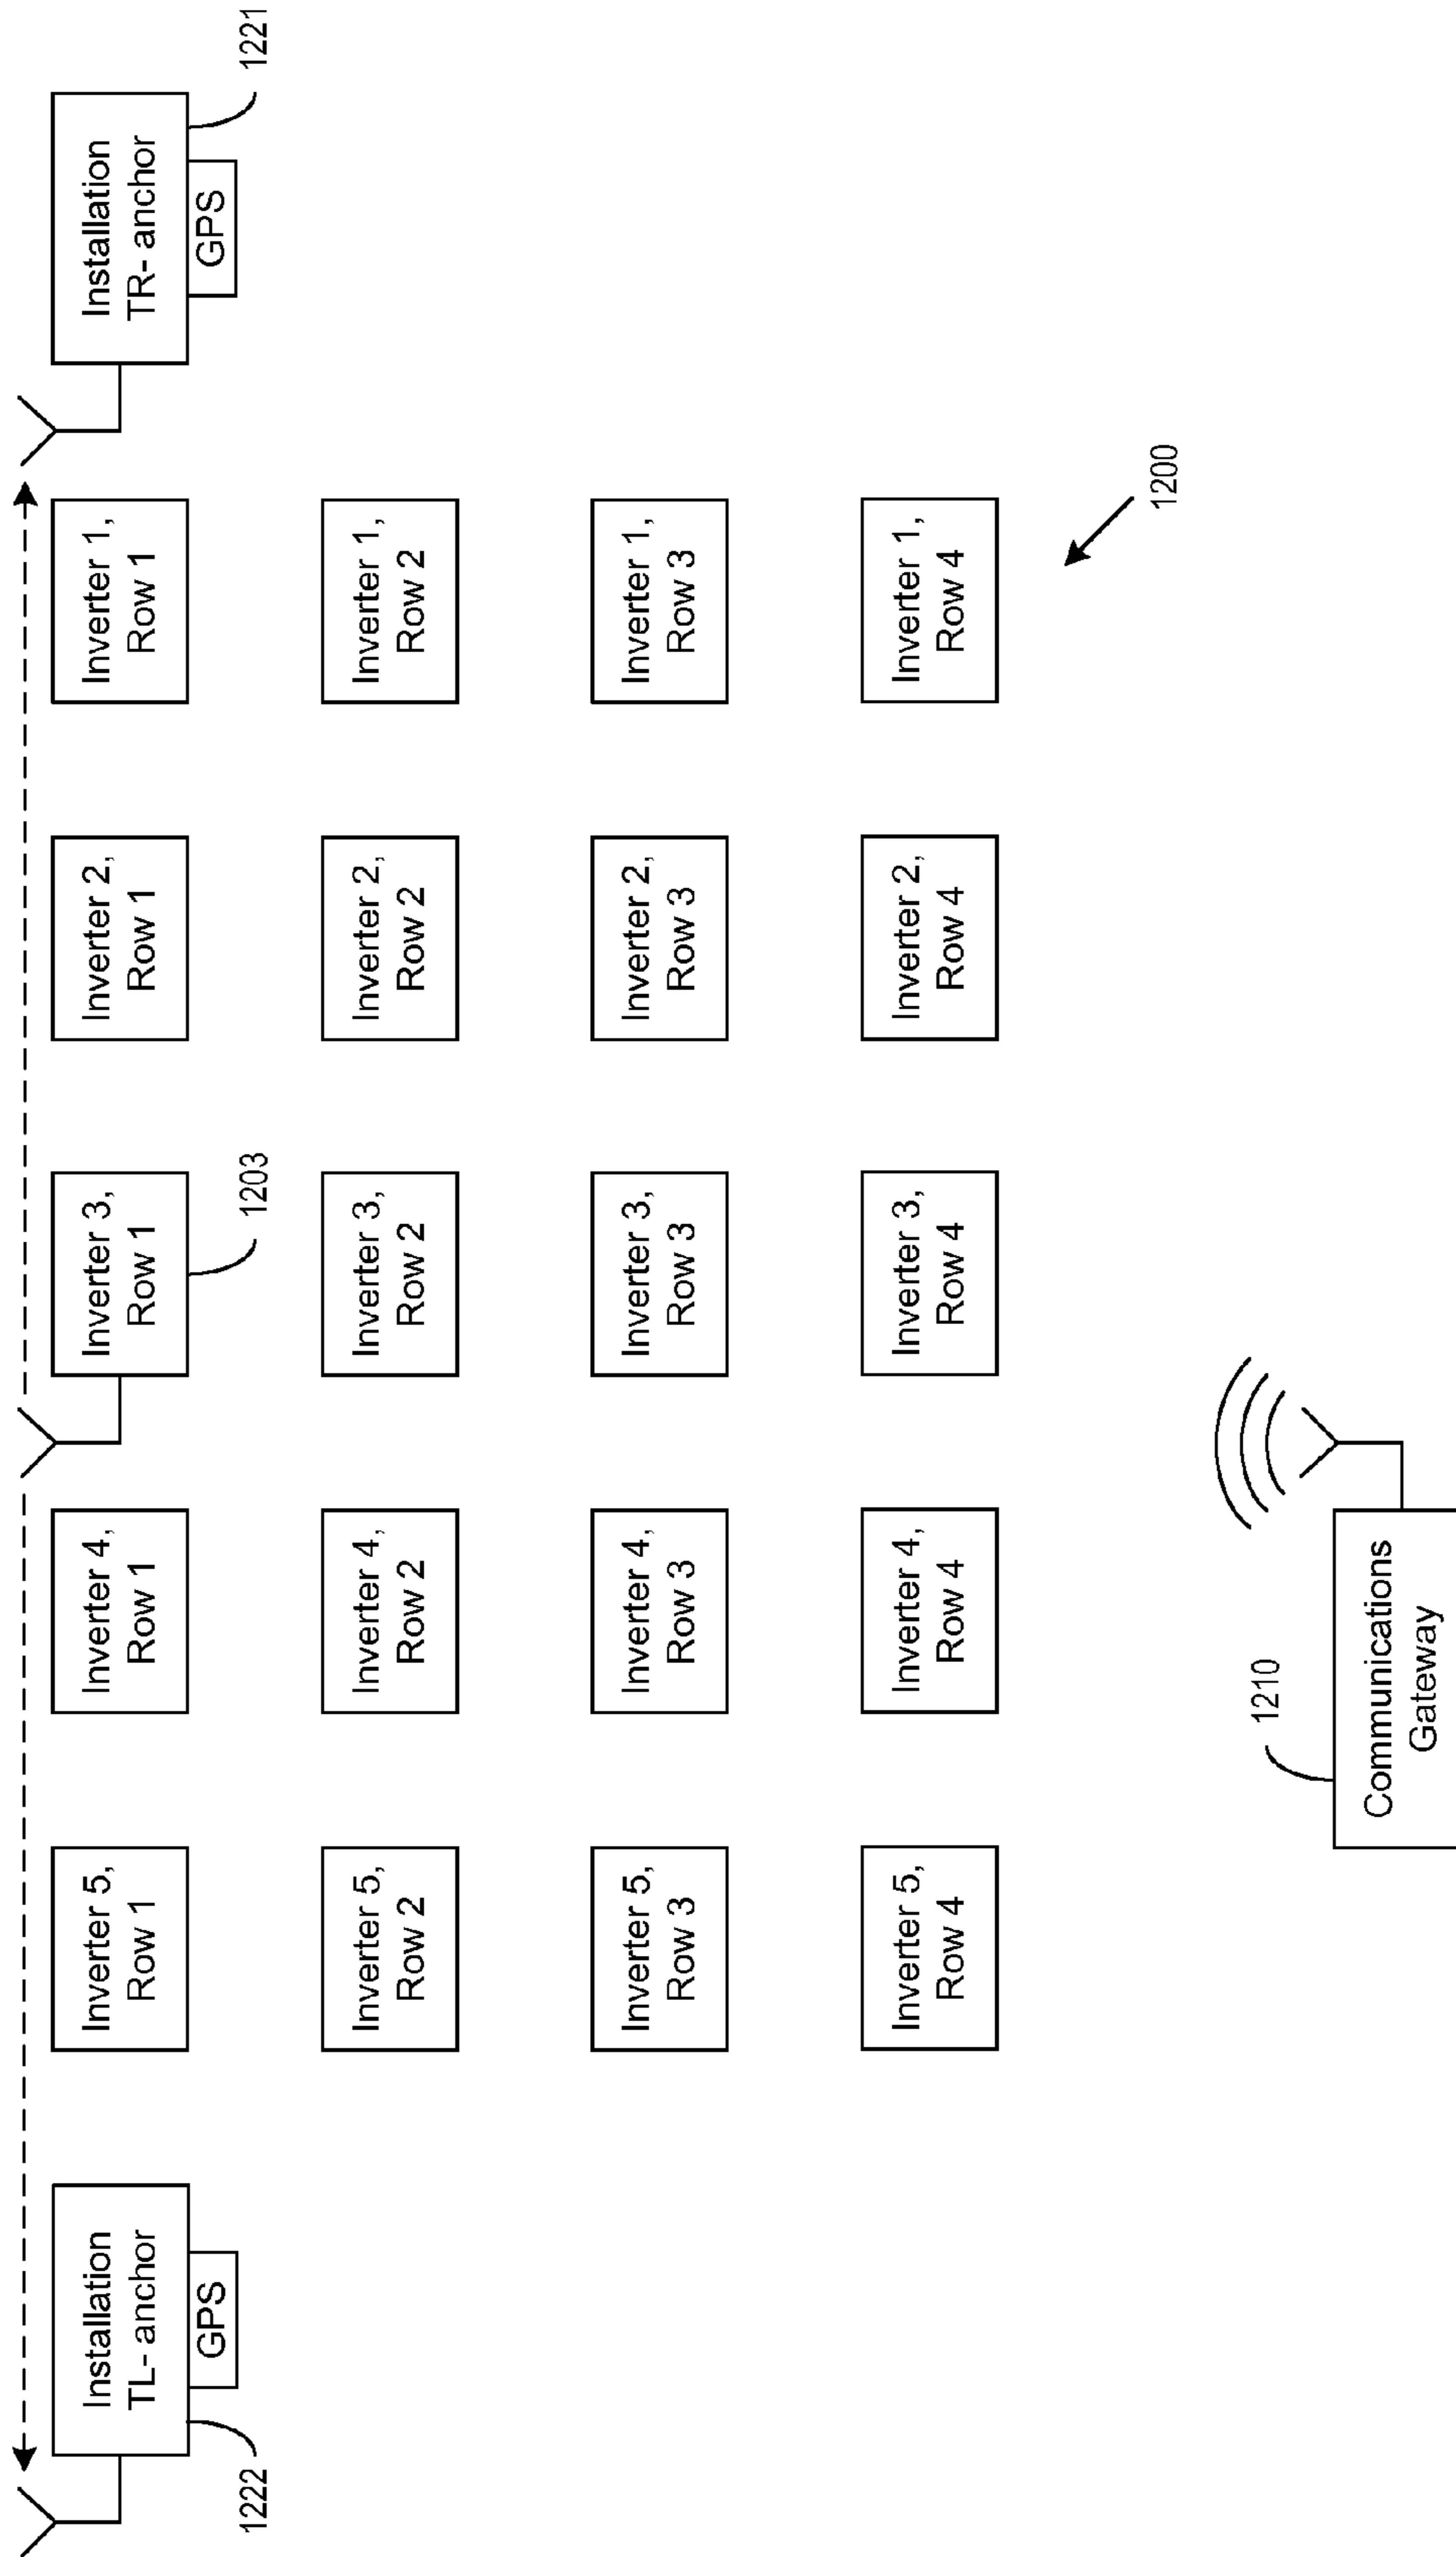 1222
Installation
TL- anchor
GPS
Inverter 5,
Row 1
Inverter 4,
Row 1
Inverter 3,
Row 1
1203
Inverter 2,
Row 1
Inverter 1,
Row 1
Installation
TR- anchor
GPS
1221
Inverter 5,
Row 2
Inverter 4,
Row 2
Inverter 3,
Row 2
Inverter 2,
Row 2
Inverter 1,
Row 2
Inverter 5,
Row 3
Inverter 4,
Row 3
Inverter 3,
Row 3
Inverter 2,
Row 3
Inverter 1,
Row 3
Inverter 5,
Row 4
Inverter 4,
Row 4
Inverter 3,
Row 4
Inverter 2,
Row 4
Inverter 1,
Row 4
1200
1210
Communications
Gateway